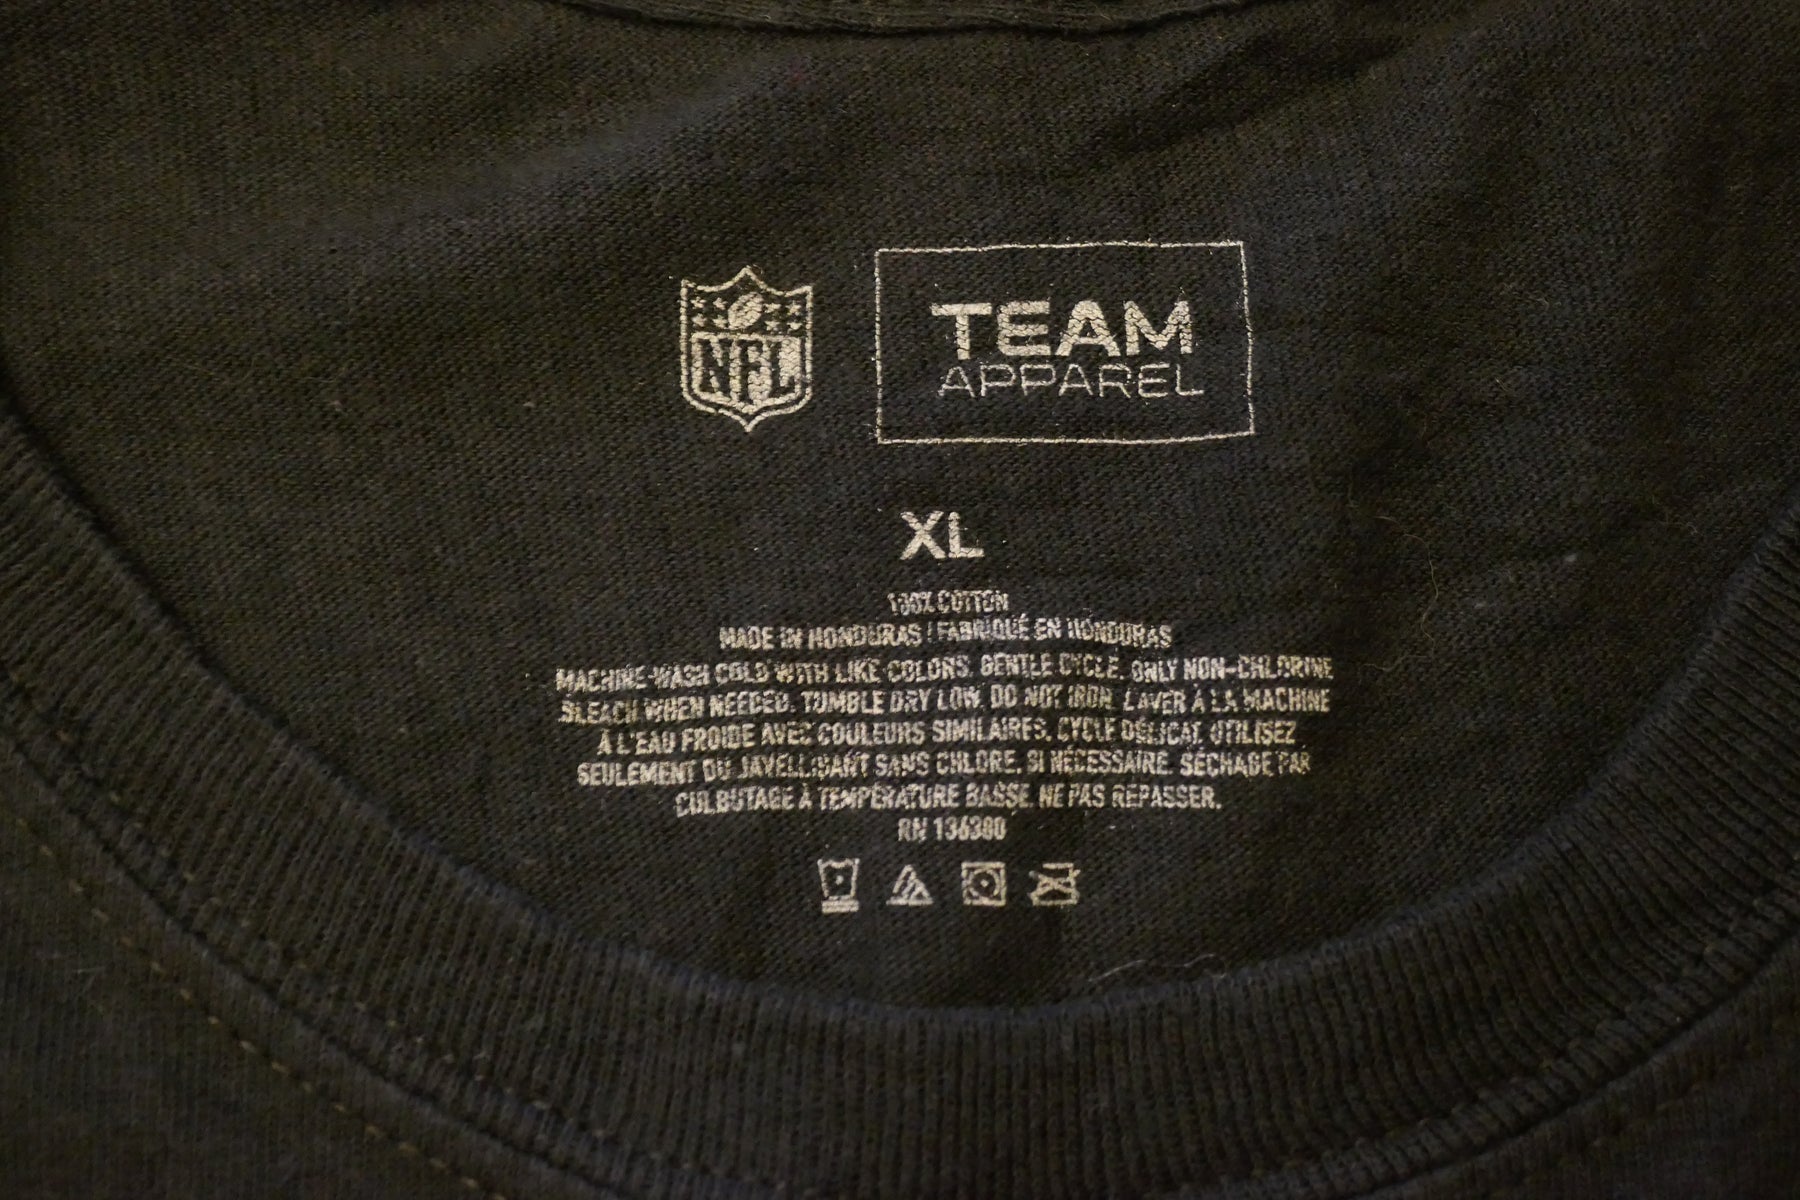 NFL
TEAM
APPAREL
XL
100% COTTON
MADE IN HONDURAS | FABRIQUÉ EN HONDURAS
MACHINE-WASH COLD WITH LIKE-COLORS. GENTLE CYCLE. ONLY NON-CHLORINE
BLEACH WHEN NEEDED. TUMBLE DRY LOW. DO NOT IRON. LAVER À LA MACHINE
À L'EAU FROIDE AVEC COULEURS SIMILAIRES. CYCLE DÉLICAT. UTILISEZ
SEULEMENT DU JAVELLISANT SANS CHLORE, SI NÉCESSAIRE. SÉCHAGE PAR
CULBUTAGE À TEMPÉRATURE BASSE. NE PAS REPASSER.
RN 136380